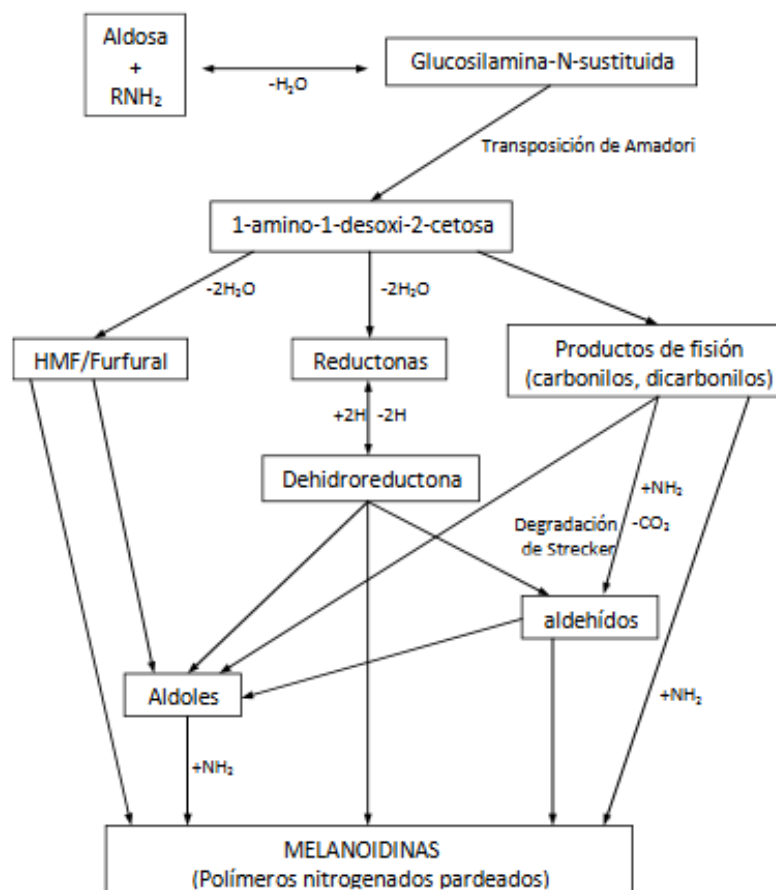 Aldosa
+
RNH₂
-H₂O
Glucosilamina-N-sustituida
Transposición de Amadori
1-amino-1-desoxi-2-cetosa
-2H₂O
-2H₂O
HMF/Furfural
Reductonas
Productos de fisión
(carbonilos, dicarbonilos)
+2H
-2H
Dehidroreductona
+NH₂
-CO₂
Degradación
de Strecker
aldehídos
Aldoles
+NH₂
+NH₂
MELANOIDINAS
(Polímeros nitrogenados pardeados)